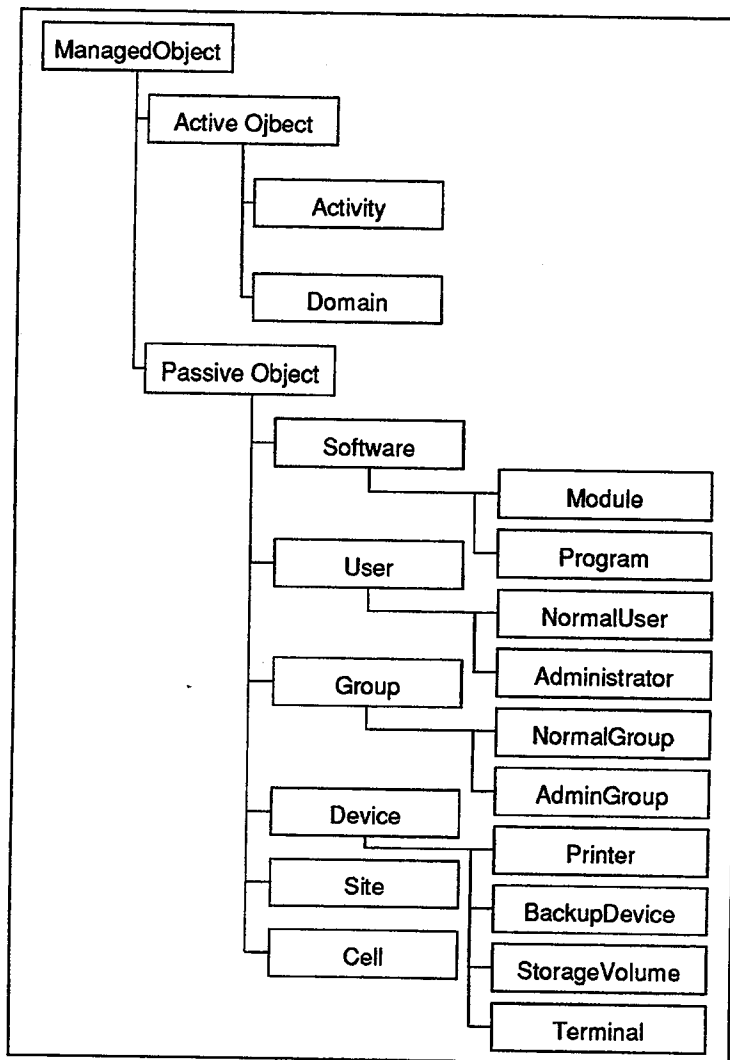 ManagedObject
Active Ojbect
Activity
Domain
Passive Object
Software
Module
Program
User
NormalUser
Administrator
Group
NormalGroup
AdminGroup
Device
Printer
BackupDevice
StorageVolume
Terminal
Site
Cell